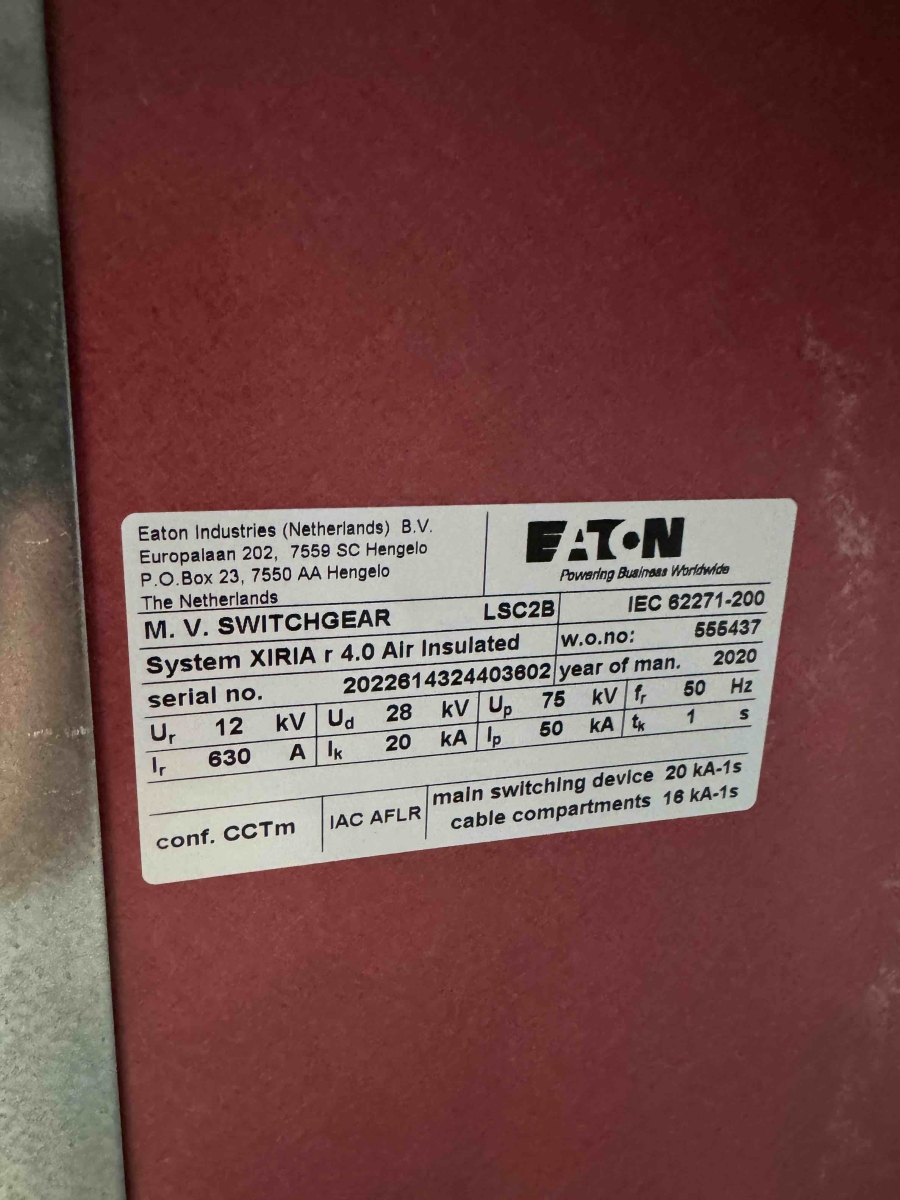 Eaton Industries (Netherlands) B.V.
Europalaan 202, 7559 SC Hengelo
P.O.Box 23, 7550 AA Hengelo
The Netherlands
EATON
Powering Business Worldwide
M. V. SWITCHGEAR LSC2B IEC 62271-200
System XIRIA r 4.0 Air Insulated w.o.no: 555437
serial no. 2022614324403602 year of man. 2020
Ur 12 kV Ud 28 kV Up 75 kV fr 50 Hz
Ir 630 A Ik 20 kA Ip 50 kA tk 1 s
conf. CCTm IAC AFLR main switching device 20 kA-1s
cable compartments 16 kA-1s